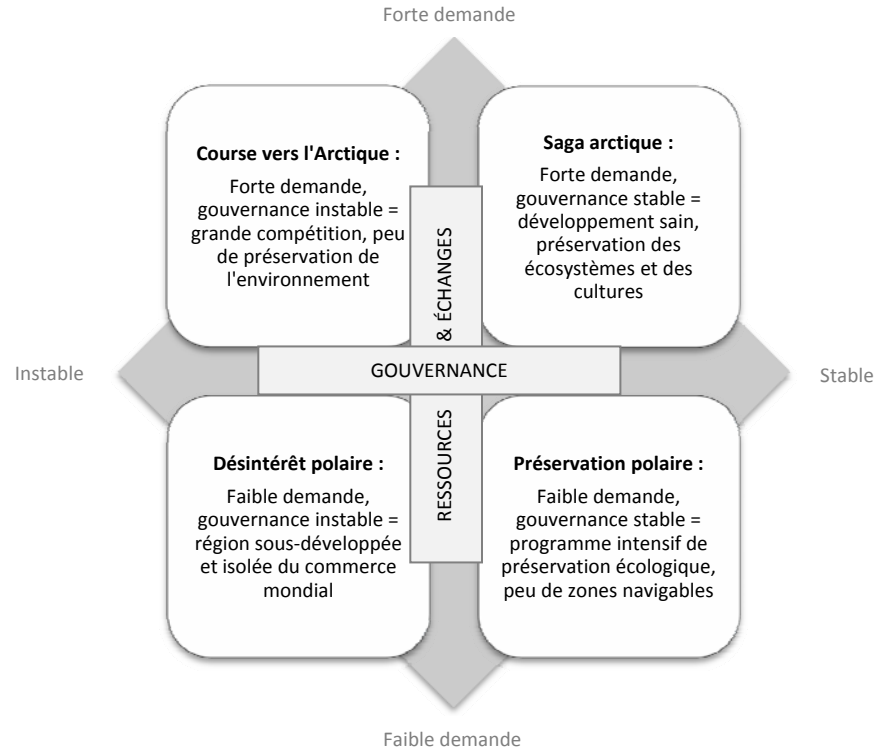 Forte demande
Course vers l'Arctique :
Forte demande,
gouvernance instable =
grande compétition, peu
de préservation de
l'environnement
Saga arctique :
Forte demande,
gouvernance stable =
développement sain,
préservation des
écosystèmes et des
cultures
RESSOURCES & ÉCHANGES
Instable
GOUVERNANCE
Stable
Désintérêt polaire :
Faible demande,
gouvernance instable =
région sous-développée
et isolée du commerce
mondial
Préservation polaire :
Faible demande,
gouvernance stable =
programme intensif de
préservation écologique,
peu de zones navigables
Faible demande